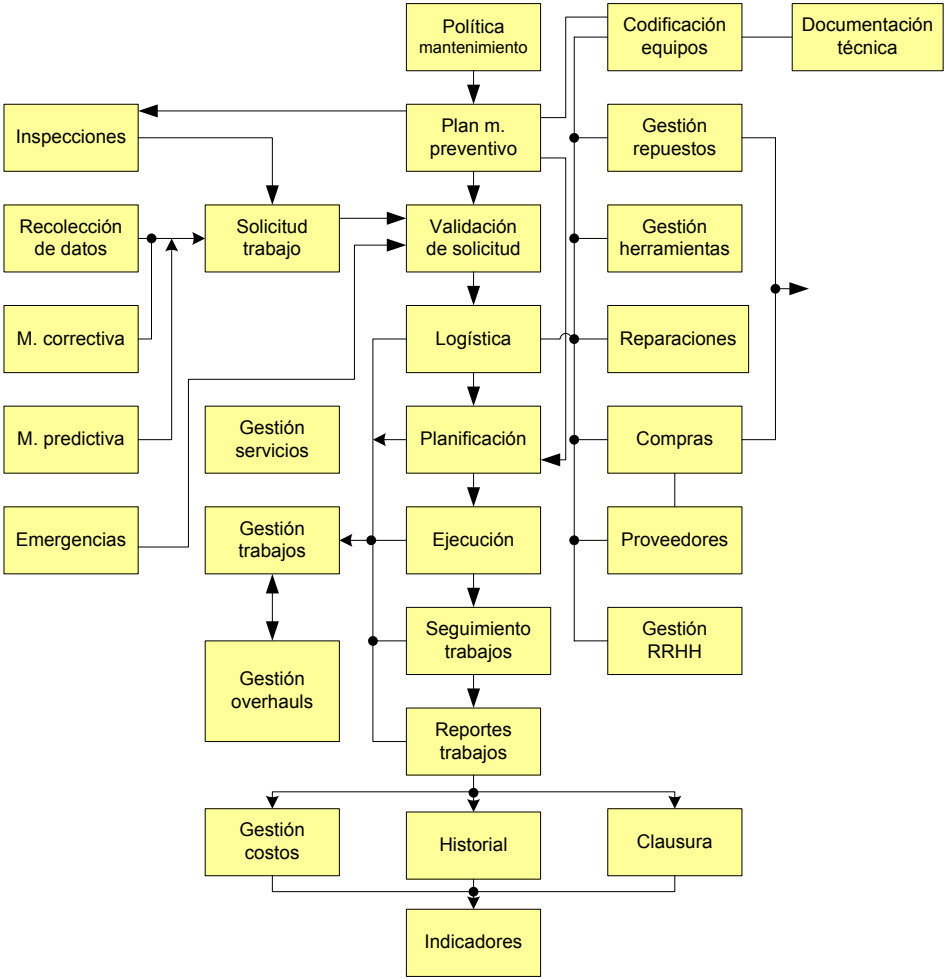 Política
mantenimiento
Codificación
equipos
Documentación
técnica
Inspecciones
Plan m.
preventivo
Gestión
repuestos
Recolección
de datos
Solicitud
trabajo
Validación
de solicitud
Gestión
herramientas
M. correctiva
Logística
Reparaciones
M. predictiva
Gestión
servicios
Planificación
Compras
Emergencias
Gestión
trabajos
Ejecución
Proveedores
Gestión
overhauls
Seguimiento
trabajos
Gestión
RRHH
Reportes
trabajos
Gestión
costos
Historial
Clausura
Indicadores